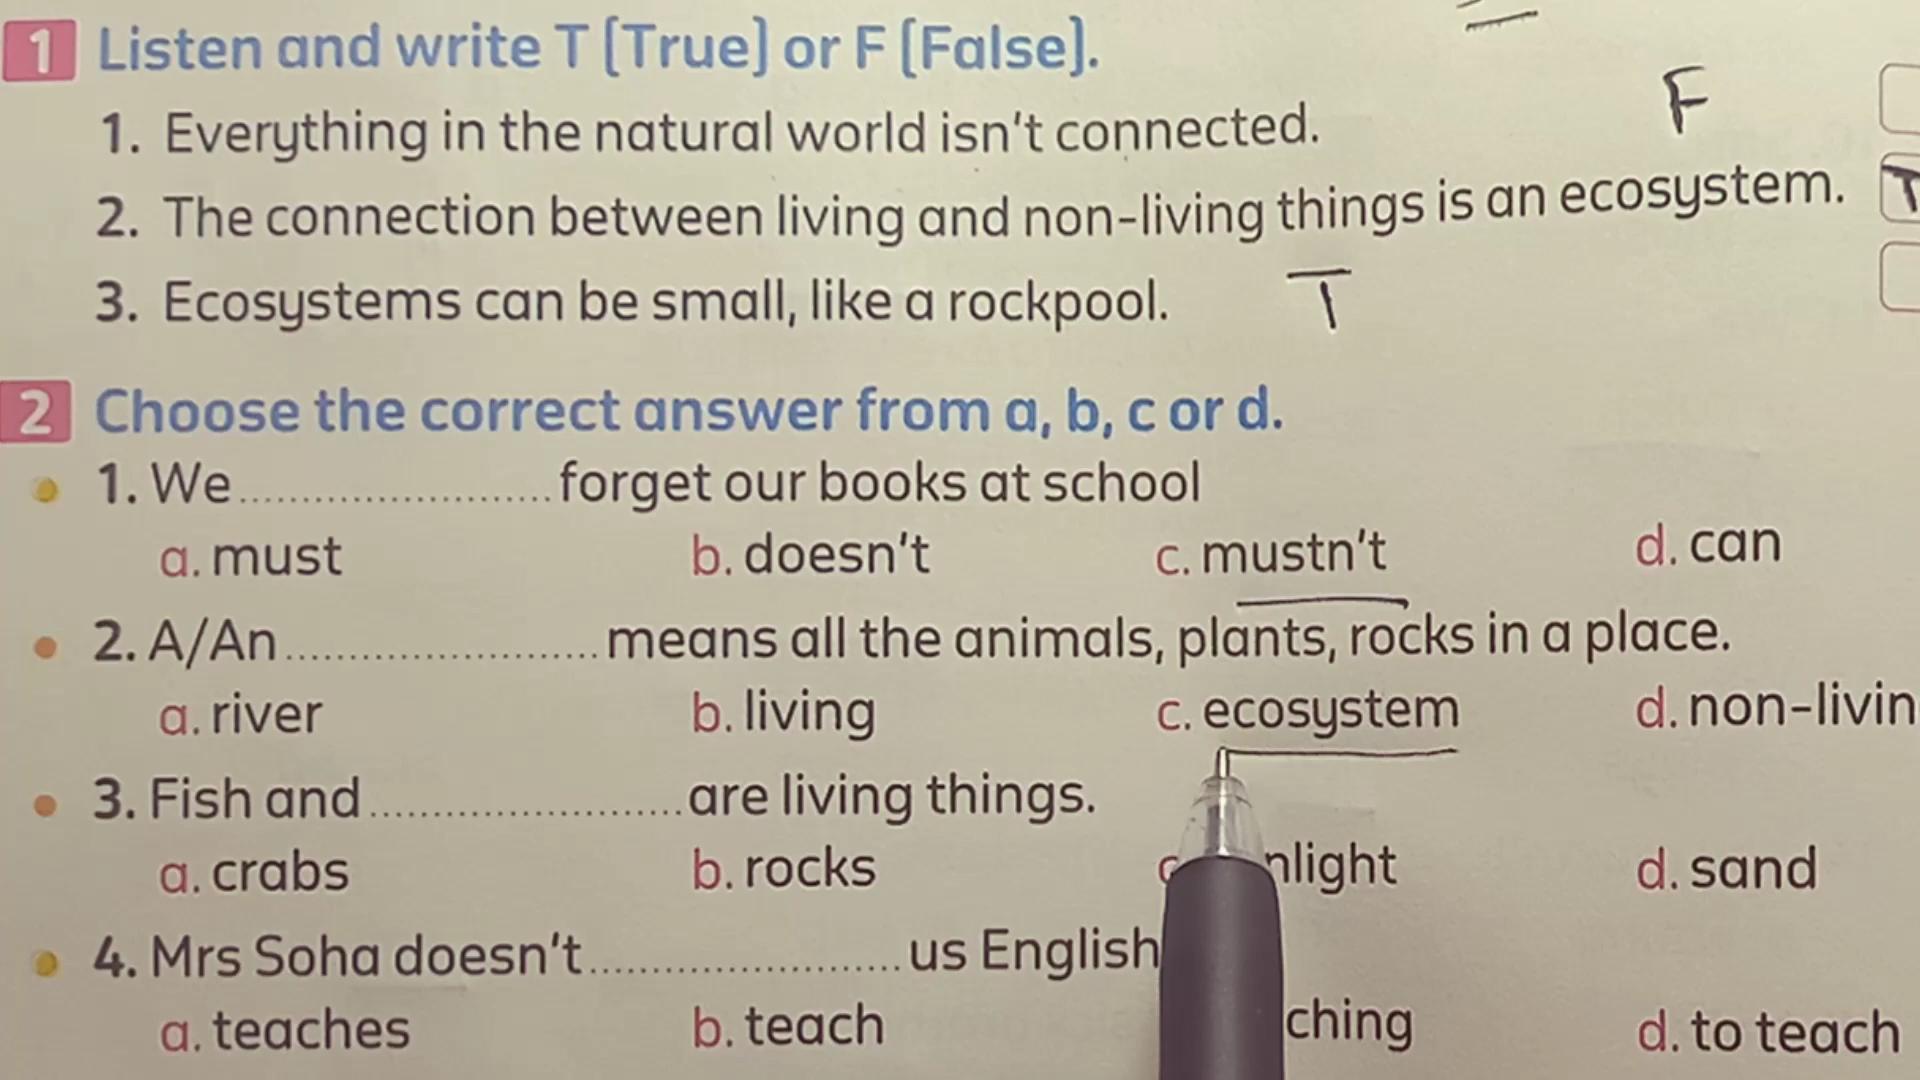 1 Listen and write T (True) or F (False).
F
1. Everything in the natural world isn't connected.
2. The connection between living and non-living things is an ecosystem. T
3. Ecosystems can be small, like a rockpool. T
2 Choose the correct answer from a, b, c or d.
1. We ........................ forget our books at school
a. must b. doesn't c. mustn't d. can
2. A/An ........................ means all the animals, plants, rocks in a place.
a. river b. living c. ecosystem d. non-livin
3. Fish and ........................ are living things.
a. crabs b. rocks nlight d. sand
4. Mrs Soha doesn't ........................ us English
a. teaches b. teach ching d. to teach